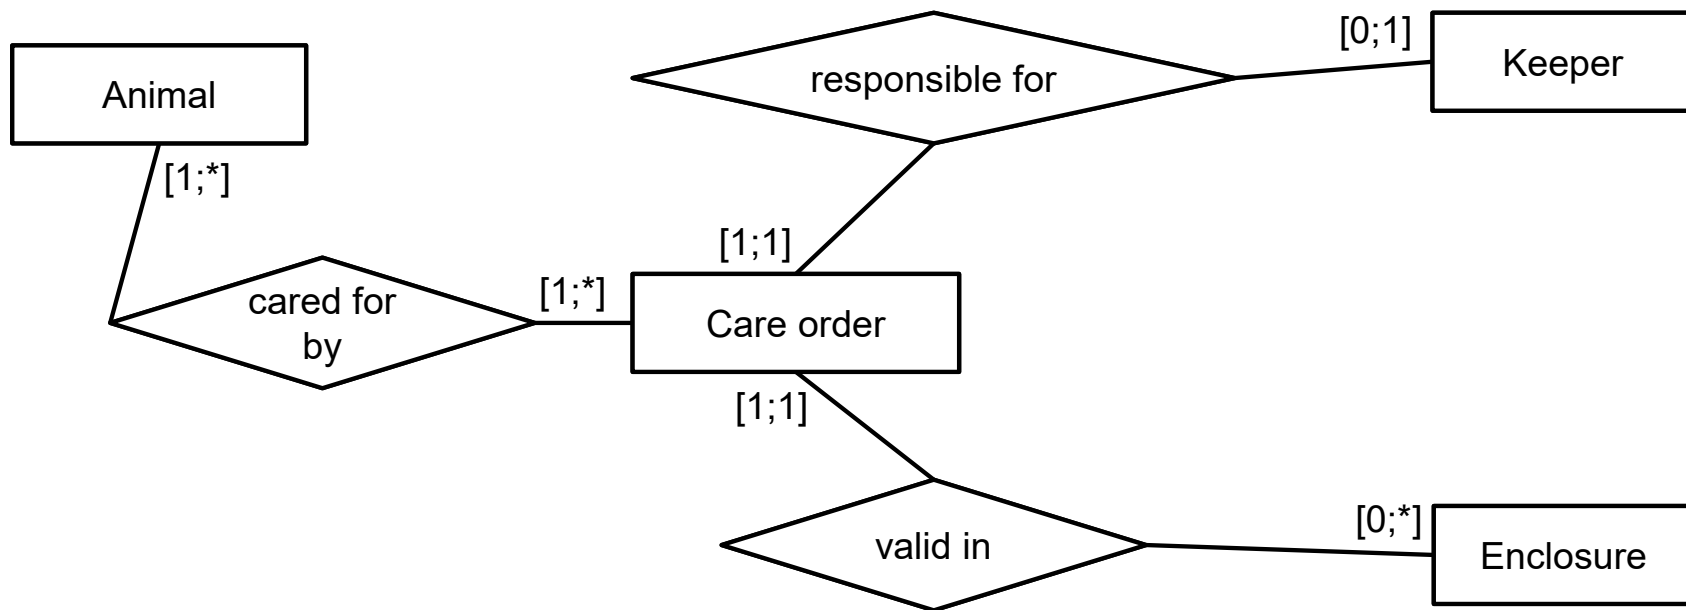 [0;1]
Keeper
responsible for
Animal
[1;*]
[1;1]
cared for
by
[1;*]
Care order
[1;1]
[0;*]
valid in
Enclosure